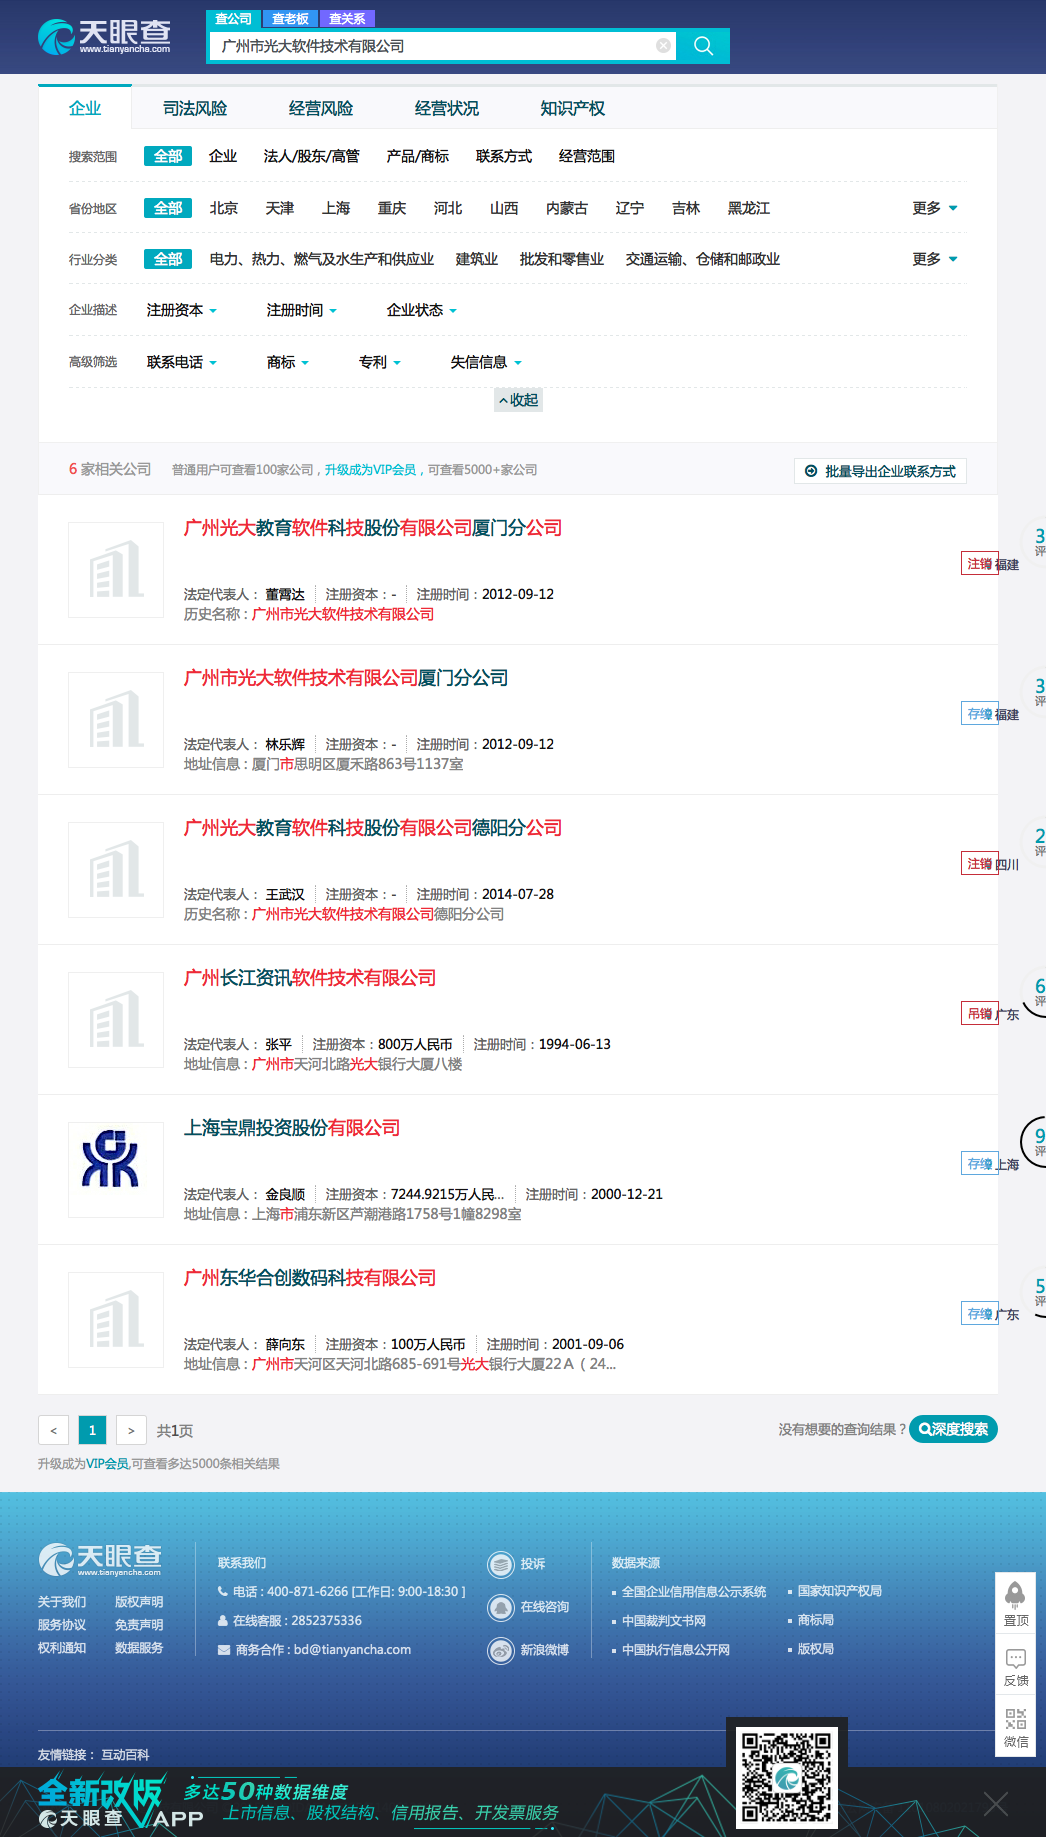 天眼查
www.tianyancha.com
查公司 查老板 查关系
广州市光大软件技术有限公司
企业 司法风险 经营风险 经营状况 知识产权
搜索范围 全部 企业 法人/股东/高管 产品/商标 联系方式 经营范围
省份地区 全部 北京 天津 上海 重庆 河北 山西 内蒙古 辽宁 吉林 黑龙江 更多
行业分类 全部 电力、热力、燃气及水生产和供应业 建筑业 批发和零售业 交通运输、仓储和邮政业 更多
企业描述 注册资本 注册时间 企业状态
高级筛选 联系电话 商标 专利 失信信息
收起
6 家相关公司 普通用户可查看100家公司，升级成为VIP会员，可查看5000+家公司 批量导出企业联系方式
广州光大教育软件科技股份有限公司厦门分公司
注销 福建 3 评
法定代表人： 董霄达 注册资本：- 注册时间：2012-09-12
历史名称：广州市光大软件技术有限公司
广州市光大软件技术有限公司厦门分公司
存续 福建 3 评
法定代表人： 林乐辉 注册资本：- 注册时间：2012-09-12
地址信息：厦门市思明区厦禾路863号1137室
广州光大教育软件科技股份有限公司德阳分公司
注销 四川 2 评
法定代表人： 王武汉 注册资本：- 注册时间：2014-07-28
历史名称：广州市光大软件技术有限公司德阳分公司
广州长江资讯软件技术有限公司
吊销 广东 6 评
法定代表人： 张平 注册资本：800万人民币 注册时间：1994-06-13
地址信息：广州市天河北路光大银行大厦八楼
上海宝鼎投资股份有限公司
存续 上海 9 评
法定代表人： 金良顺 注册资本：7244.9215万人民... 注册时间：2000-12-21
地址信息：上海市浦东新区芦潮港路1758号1幢8298室
广州东华合创数码科技有限公司
存续 广东 5 评
法定代表人： 薛向东 注册资本：100万人民币 注册时间：2001-09-06
地址信息：广州市天河区天河北路685-691号光大银行大厦22Ａ（24...
< 1 > 共1页 没有想要的查询结果？ 深度搜索
升级成为VIP会员,可查看多达5000条相关结果
天眼查
www.tianyancha.com
关于我们 版权声明
服务协议 免责声明
权利通知 数据服务
联系我们
电话 : 400-871-6266 [工作日: 9:00-18:30 ]
在线客服 : 2852375336
商务合作 : bd@tianyancha.com
投诉
在线咨询
新浪微博
数据来源
全国企业信用信息公示系统 国家知识产权局
中国裁判文书网 商标局
中国执行信息公开网 版权局
置顶
反馈
微信
友情链接： 互动百科
全新改版
天眼查 APP
多达50种数据维度
上市信息、股权结构、信用报告、开发票服务